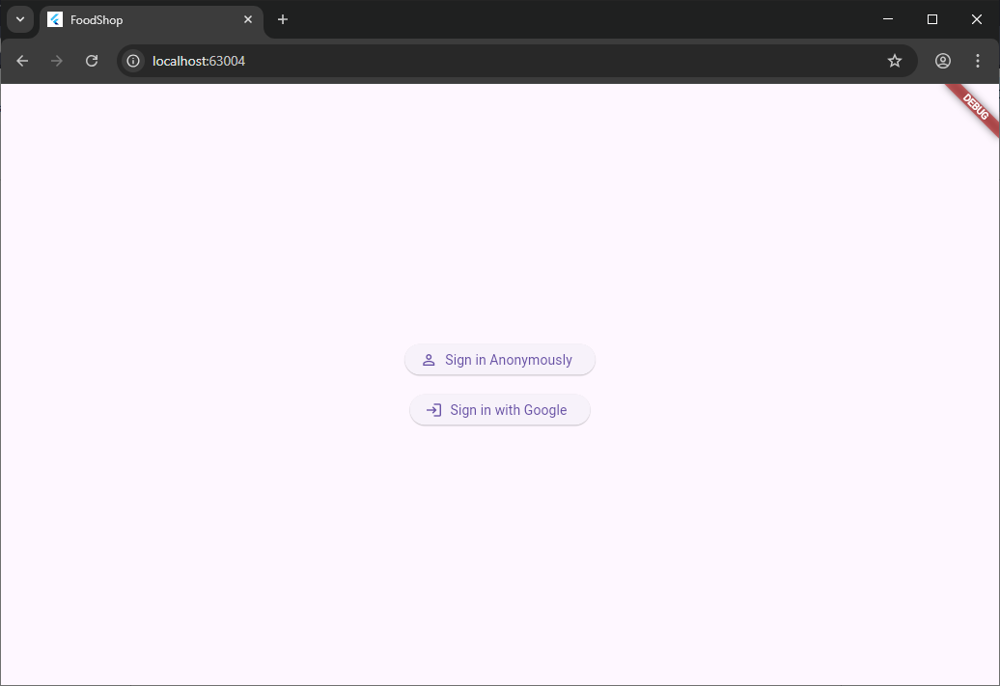 FoodShop
localhost:63004
DEBUG
Sign in Anonymously
Sign in with Google